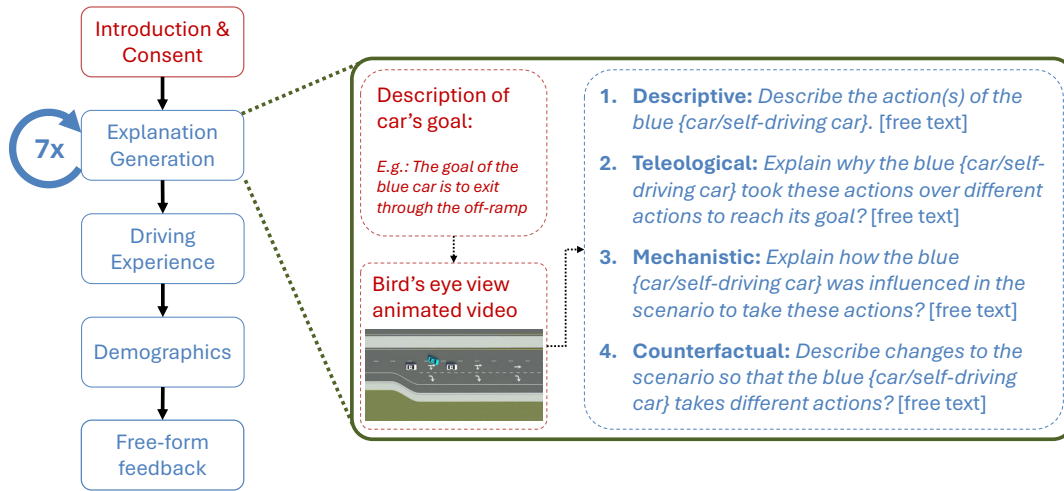 Introduction &
Consent
7x
Explanation
Generation
Driving
Experience
Demographics
Free-form
feedback
Description of
car's goal:
E.g.: The goal of the
blue car is to exit
through the off-ramp
Bird's eye view
animated video
1. Descriptive: Describe the action(s) of the
blue {car/self-driving car}. [free text]
2. Teleological: Explain why the blue {car/self-
driving car} took these actions over different
actions to reach its goal? [free text]
3. Mechanistic: Explain how the blue
{car/self-driving car} was influenced in the
scenario to take these actions? [free text]
4. Counterfactual: Describe changes to the
scenario so that the blue {car/self-driving
car} takes different actions? [free text]